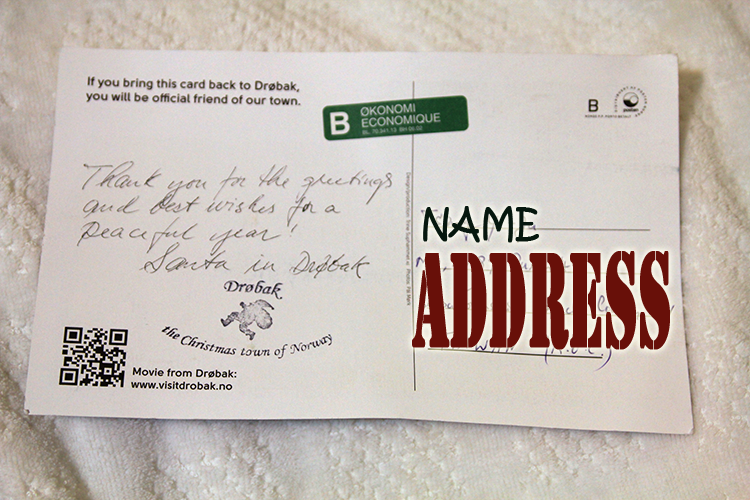 If you bring this card back to Drøbak,
you will be official friend of our town.
B
ØKONOMI
ECONOMIQUE
B
Thank you for the greetings
and best wishes for a
peaceful year!
Santa in Drøbak
Drøbak
the Christmas town of Norway
Movie from Drøbak:
www.visitdrobak.no
NAME
ADDRESS